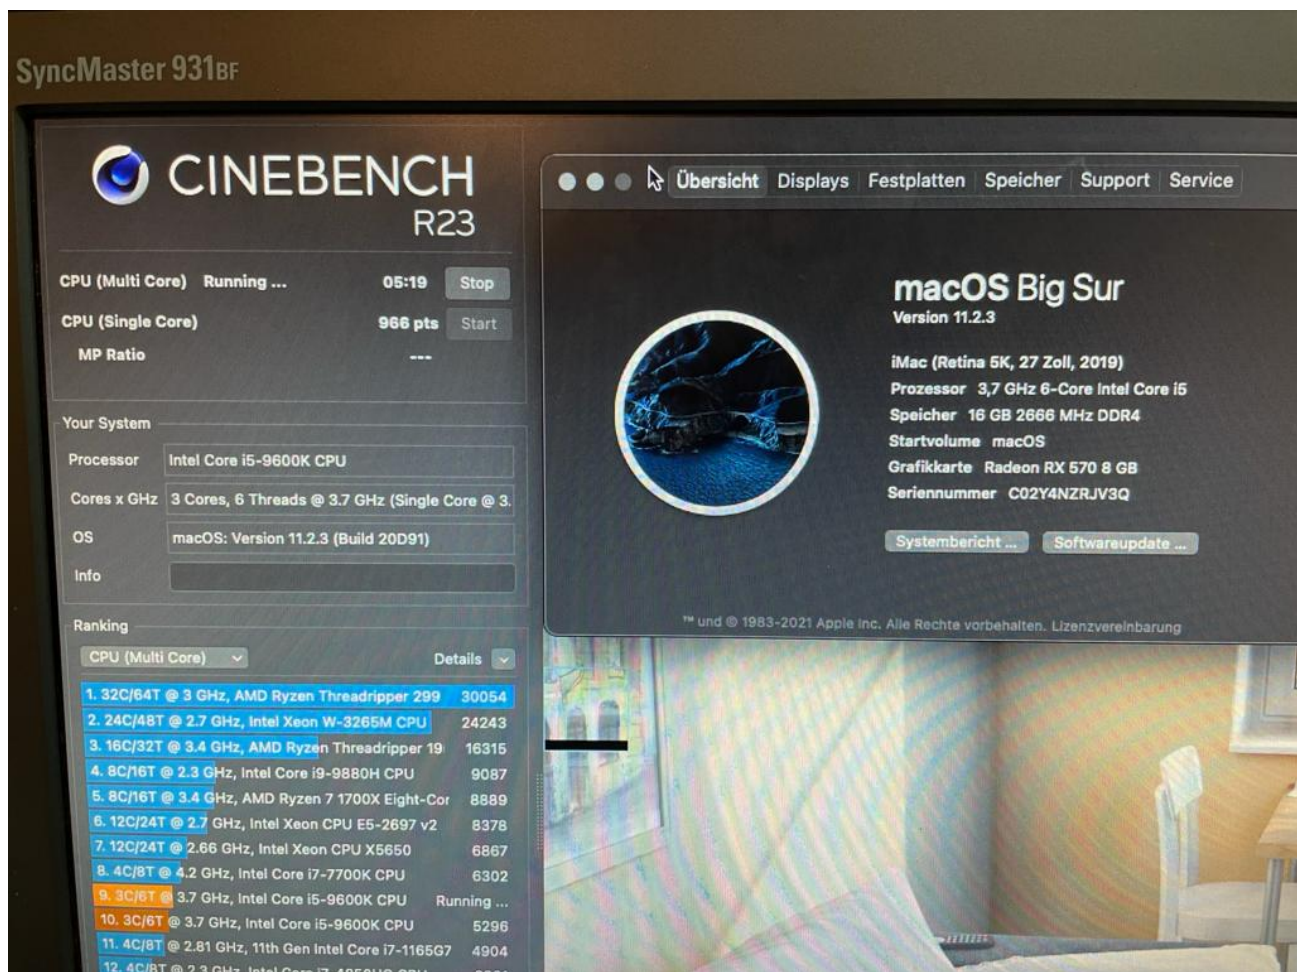 SyncMaster 931BF
CINEBENCH
R23
CPU (Multi Core) Running ... 05:19 Stop
CPU (Single Core) 966 pts Start
MP Ratio ---
Your System
Processor Intel Core i5-9600K CPU
Cores x GHz 3 Cores, 6 Threads @ 3.7 GHz (Single Core @ 3.
OS macOS: Version 11.2.3 (Build 20D91)
Info
Ranking
CPU (Multi Core) Details
1. 32C/64T @ 3 GHz, AMD Ryzen Threadripper 299 30054
2. 24C/48T @ 2.7 GHz, Intel Xeon W-3265M CPU 24243
3. 16C/32T @ 3.4 GHz, AMD Ryzen Threadripper 19 16315
4. 8C/16T @ 2.3 GHz, Intel Core i9-9880H CPU 9087
5. 8C/16T @ 3.4 GHz, AMD Ryzen 7 1700X Eight-Cor 8889
6. 12C/24T @ 2.7 GHz, Intel Xeon CPU E5-2697 v2 8378
7. 12C/24T @ 2.66 GHz, Intel Xeon CPU X5650 6867
8. 4C/8T @ 4.2 GHz, Intel Core i7-7700K CPU 6302
9. 3C/6T @ 3.7 GHz, Intel Core i5-9600K CPU Running ...
10. 3C/6T @ 3.7 GHz, Intel Core i5-9600K CPU 5296
11. 4C/8T @ 2.81 GHz, 11th Gen Intel Core i7-1165G7 4904
12. 4C/8T @ 2.3 GHz, Intel Core
Übersicht Displays Festplatten Speicher Support Service
macOS Big Sur
Version 11.2.3
iMac (Retina 5K, 27 Zoll, 2019)
Prozessor 3,7 GHz 6-Core Intel Core i5
Speicher 16 GB 2666 MHz DDR4
Startvolume macOS
Grafikkarte Radeon RX 570 8 GB
Seriennummer C02Y4NZRJV3Q
Systembericht ... Softwareupdate ...
™ und © 1983-2021 Apple Inc. Alle Rechte vorbehalten. Lizenzvereinbarung